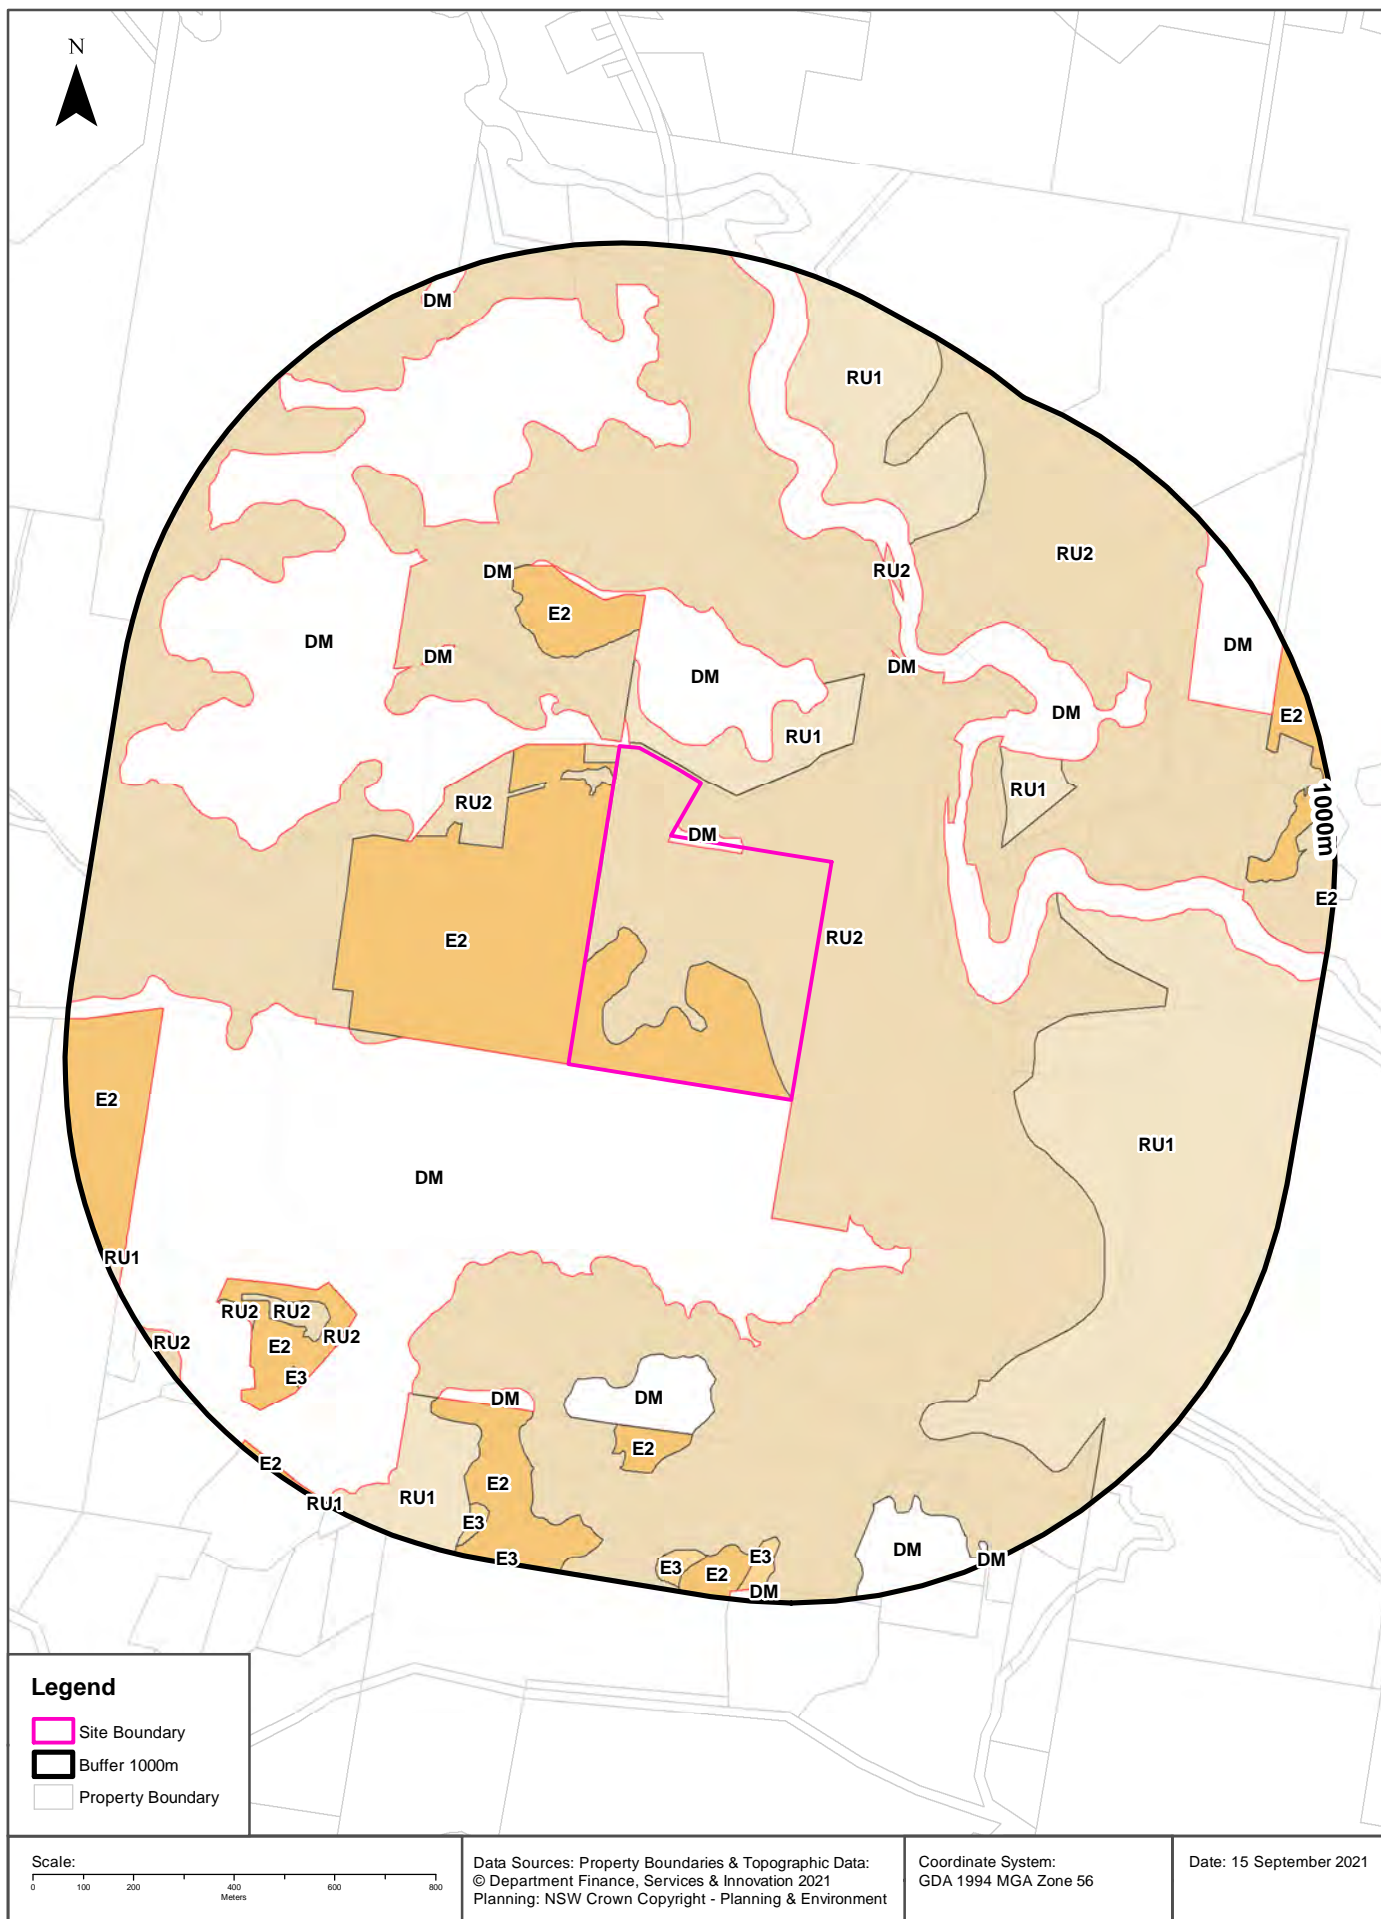 N
DM
RU1
RU2
DM
RU2
E2
DM
DM
DM
DM
DM
DM
E2
DM
RU1
RU1
RU2
1000m
DM
E2
RU2
E2
E2
RU1
DM
RU1
RU2
RU2
RU2
RU2
E2
E3
DM
DM
E2
E2
E2
RU1
RU1
E3
E3
E3
E2
E3
DM
DM
DM
Legend
Site Boundary
Buffer 1000m
Property Boundary
Scale:
0 100 200 400 600 800
Meters
Data Sources: Property Boundaries & Topographic Data:
© Department Finance, Services & Innovation 2021
Planning: NSW Crown Copyright - Planning & Environment
Coordinate System:
GDA 1994 MGA Zone 56
Date: 15 September 2021